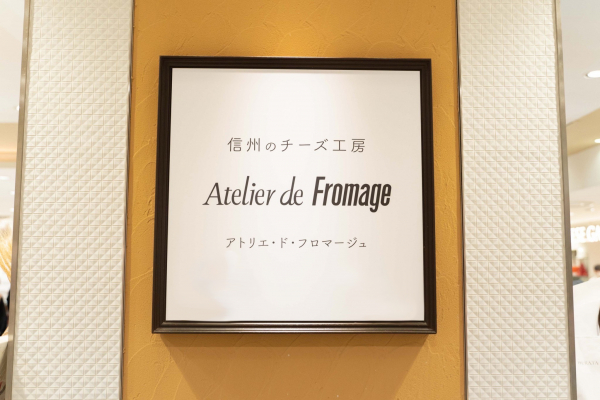 信州のチーズ工房
Atelier de Fromage
アトリエ・ド・フロマージュ